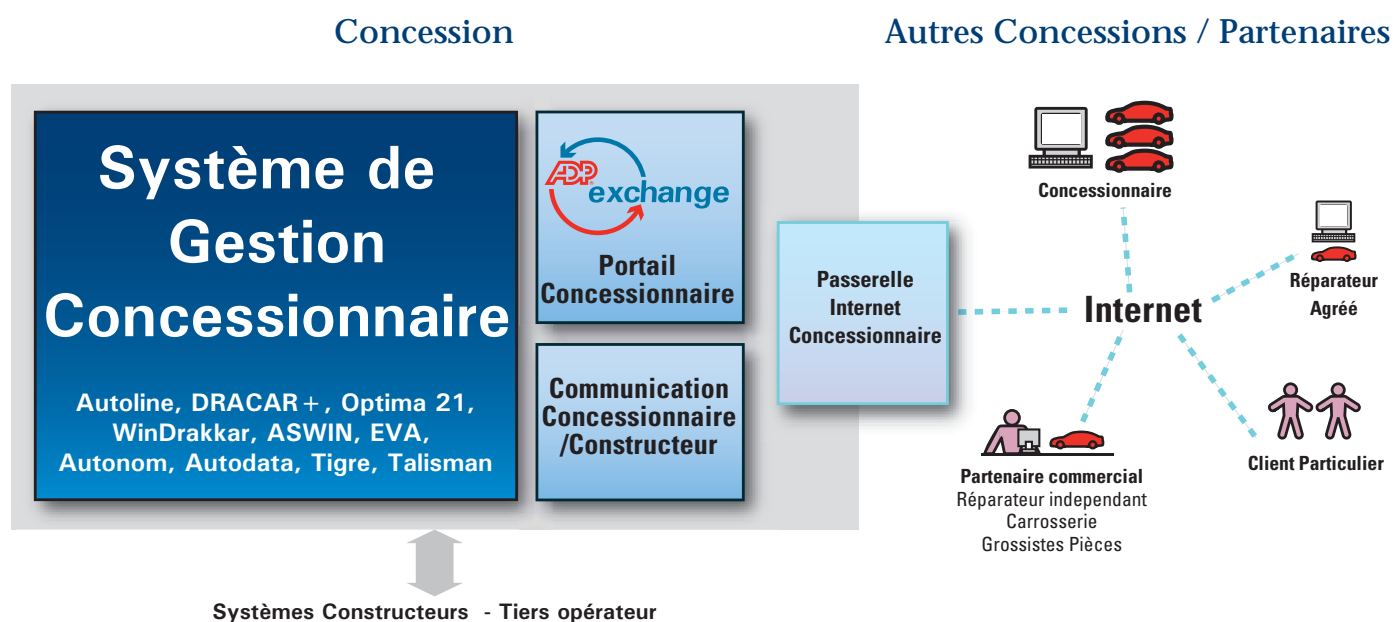 Concession
Autres Concessions / Partenaires
Système de
Gestion
Concessionnaire
Autoline, DRACAR+, Optima 21,
WinDrakkar, ASWIN, EVA,
Autonom, Autodata, Tigre, Talisman
ADP®
exchange
Portail
Concessionnaire
Communication
Concessionnaire
/Constructeur
Passerelle
Internet
Concessionnaire
Concessionnaire
Réparateur
Agréé
Internet
Client Particulier
Partenaire commercial
Réparateur independant
Carrosserie
Grossistes Pièces
Systèmes Constructeurs - Tiers opérateur